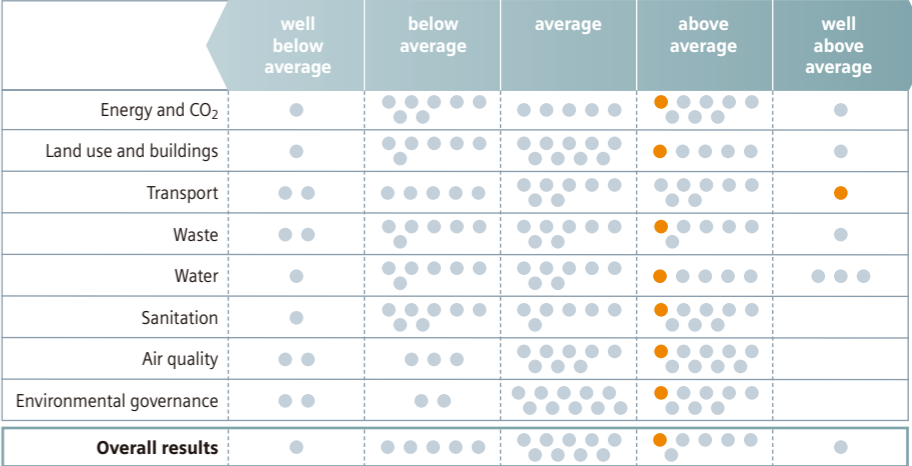 well
below
average
below
average
average
above
average
well
above
average
Energy and CO₂
Land use and buildings
Transport
Waste
Water
Sanitation
Air quality
Environmental governance
Overall results